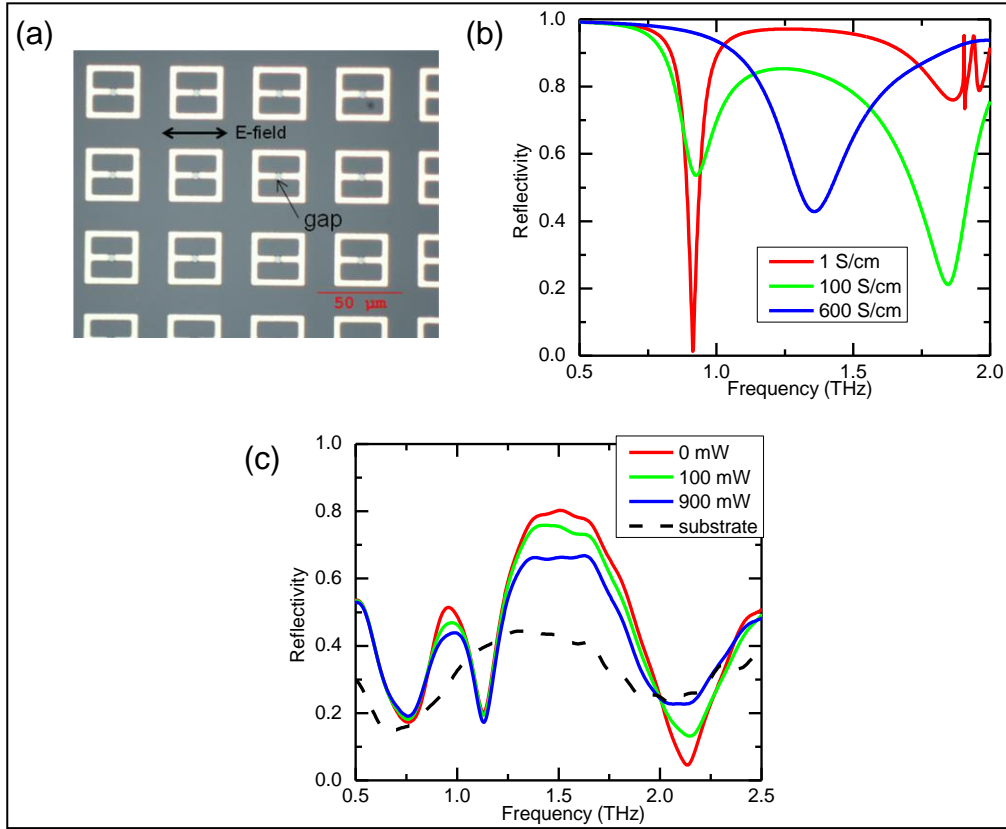 (a)
E-field
gap
50 μm
(b)
1.0
0.8
0.6
0.4
0.2
0.0
Reflectivity
1 S/cm
100 S/cm
600 S/cm
0.5 1.0 1.5 2.0
Frequency (THz)
(c)
1.0
0.8
0.6
0.4
0.2
0.0
Reflectivity
0 mW
100 mW
900 mW
substrate
0.5 1.0 1.5 2.0 2.5
Frequency (THz)